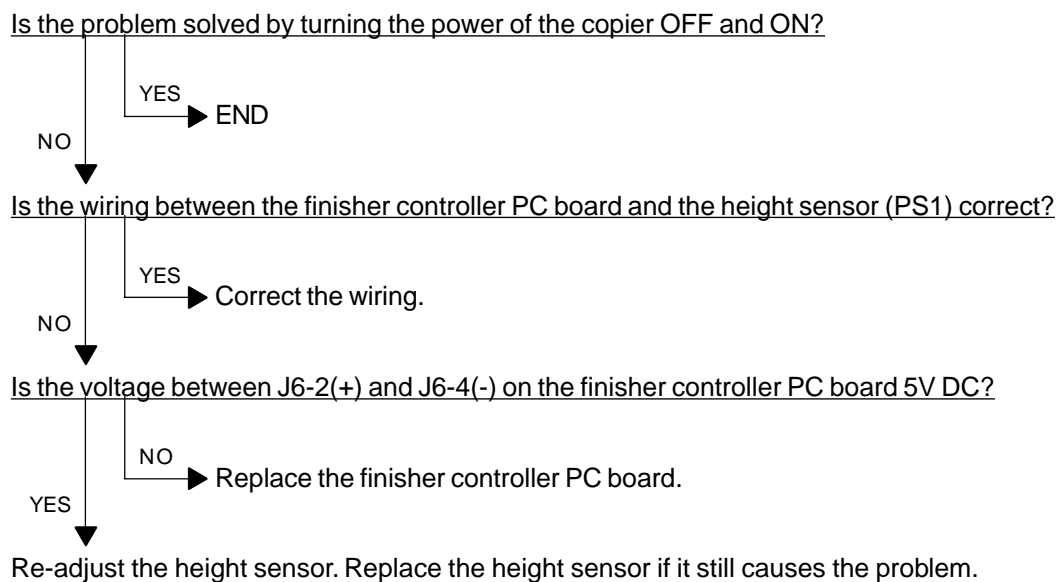 Is the problem solved by turning the power of the copier OFF and ON?
YES
END
NO
Is the wiring between the finisher controller PC board and the height sensor (PS1) correct?
YES
Correct the wiring.
NO
Is the voltage between J6-2(+) and J6-4(-) on the finisher controller PC board 5V DC?
NO
Replace the finisher controller PC board.
YES
Re-adjust the height sensor. Replace the height sensor if it still causes the problem.